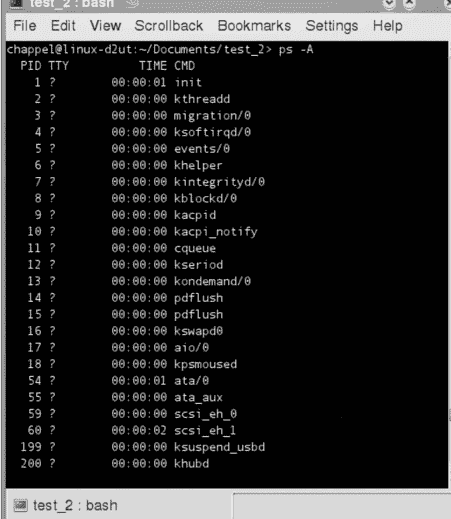 test_2 : bash
File Edit View Scrollback Bookmarks Settings Help
chappel@linux-d2ut:~/Documents/test_2> ps -A
PID TTY TIME CMD
1 ? 00:00:01 init
2 ? 00:00:00 kthreadd
3 ? 00:00:00 migration/0
4 ? 00:00:00 ksoftirqd/0
5 ? 00:00:00 events/0
6 ? 00:00:00 khelper
7 ? 00:00:00 kintegrityd/0
8 ? 00:00:00 kblockd/0
9 ? 00:00:00 kacpid
10 ? 00:00:00 kacpi_notify
11 ? 00:00:00 cqueue
12 ? 00:00:00 kseriod
13 ? 00:00:00 kondemand/0
14 ? 00:00:00 pdflush
15 ? 00:00:00 pdflush
16 ? 00:00:00 kswapd0
17 ? 00:00:00 aio/0
18 ? 00:00:00 kpsmoused
54 ? 00:00:01 ata/0
55 ? 00:00:00 ata_aux
59 ? 00:00:00 scsi_eh_0
60 ? 00:00:02 scsi_eh_1
199 ? 00:00:00 ksuspend_usbd
200 ? 00:00:00 khubd
test_2 : bash